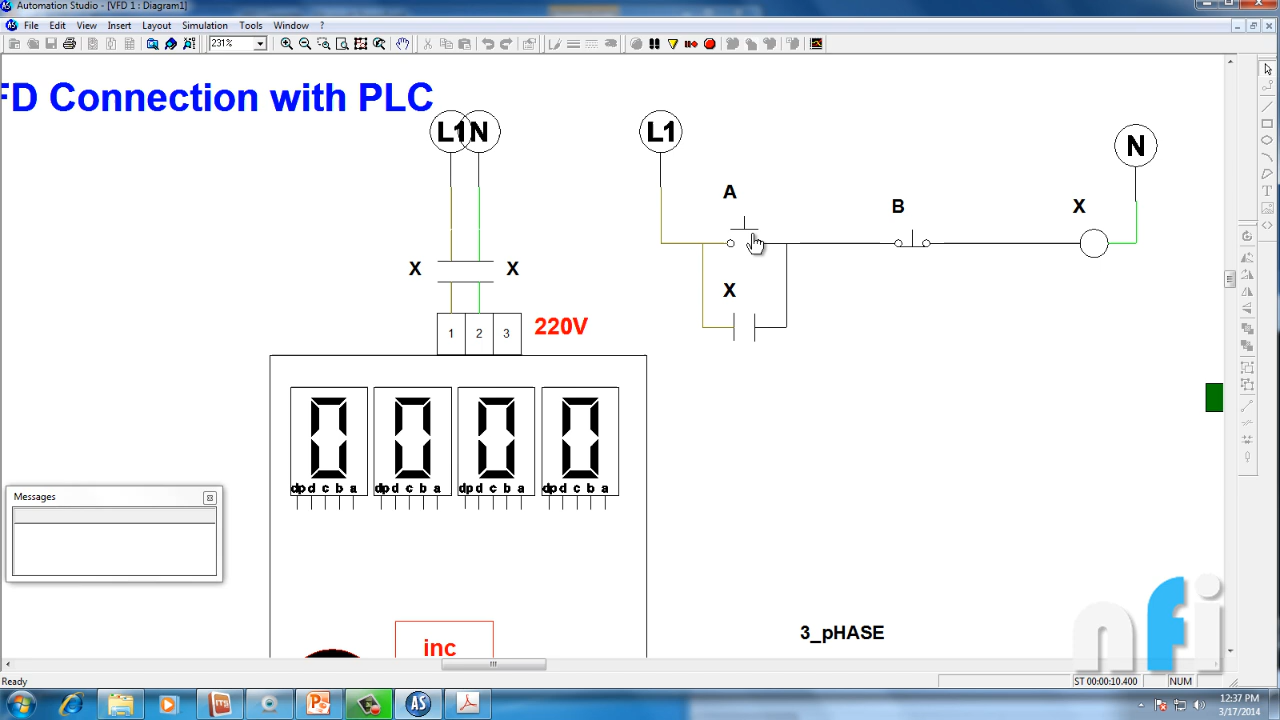 Automation Studio - [VFD 1 : Diagram1]
File Edit View Insert Layout Simulation Tools Window ?
231%
FD Connection with PLC
L1 N
L1
N
A
B
X
X X
X
1 2 3
220V
0 0 0 0
dp d c b a dp d c b a dp d c b a dp d c b a
Messages
inc
3_pHASE
nfi
Ready
ST 00:00:10.400
NUM
12:37 PM
3/17/2014